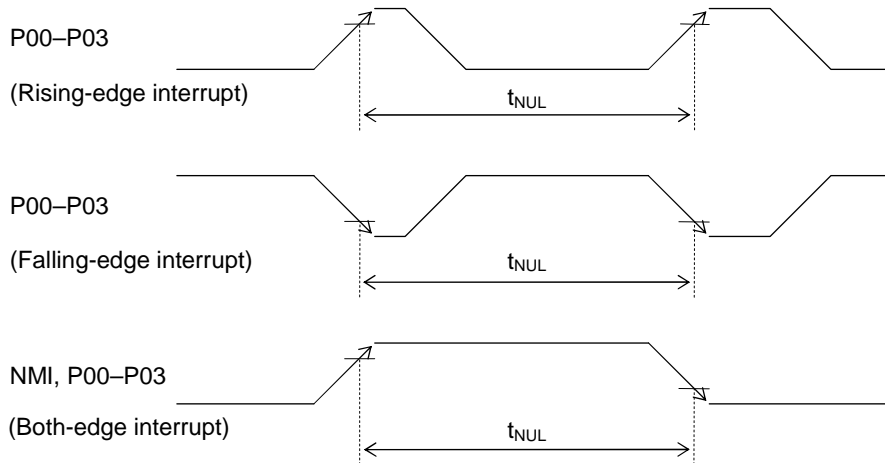 P00–P03
(Rising-edge interrupt)
tNUL
P00–P03
(Falling-edge interrupt)
tNUL
NMI, P00–P03
(Both-edge interrupt)
tNUL